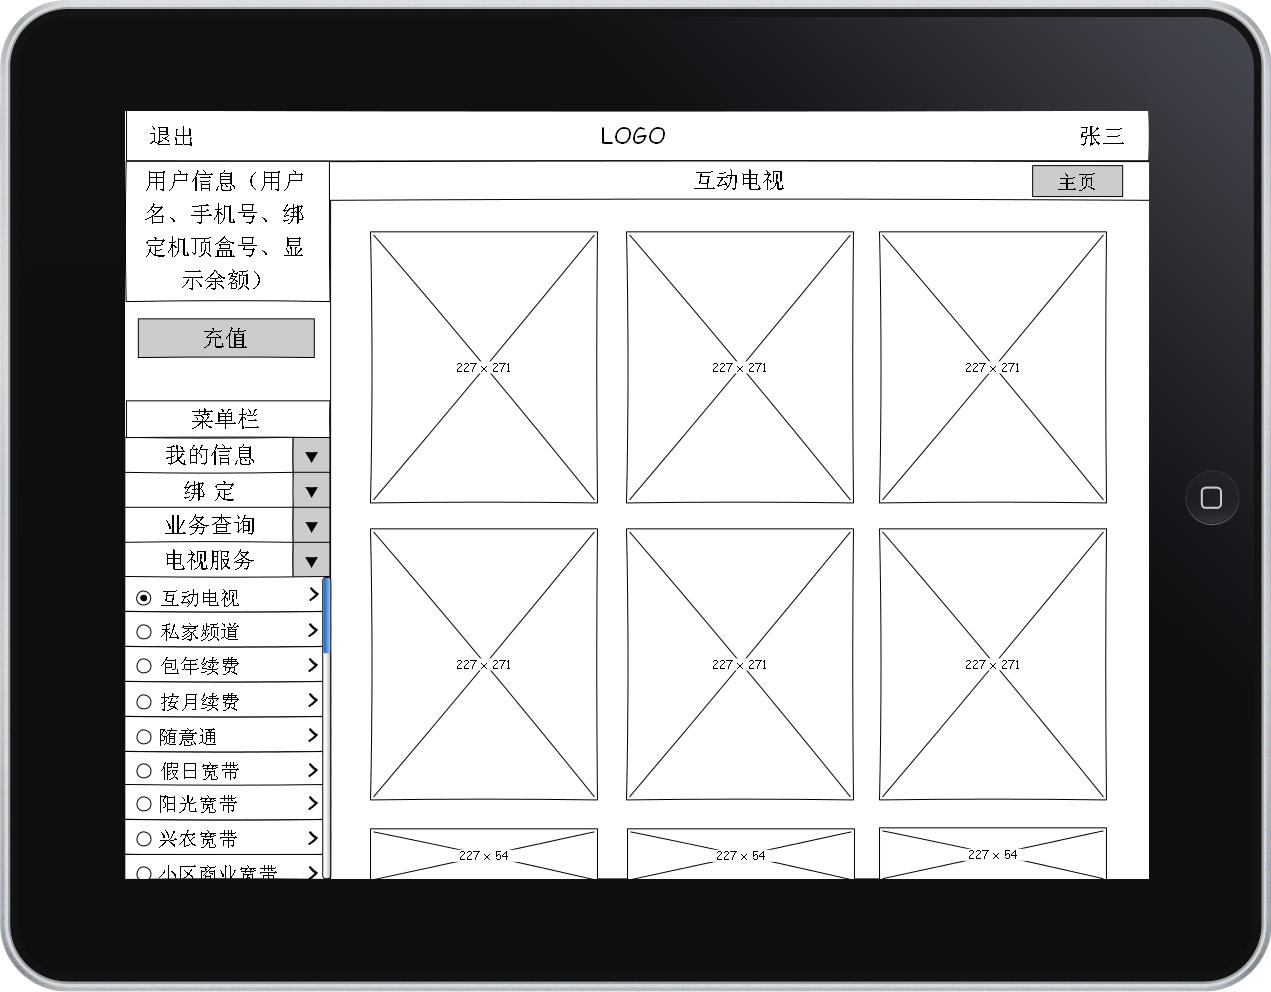 退出
LOGO
张三
用户信息（用户
名、手机号、绑
定机顶盒号、显
示余额）
充值
菜单栏
我的信息
绑 定
业务查询
电视服务
互动电视
私家频道
包年续费
按月续费
随意通
假日宽带
阳光宽带
兴农宽带
小区商业宽带
互动电视
主页
227 x 271
227 x 271
227 x 271
227 x 271
227 x 271
227 x 271
227 x 54
227 x 54
227 x 54